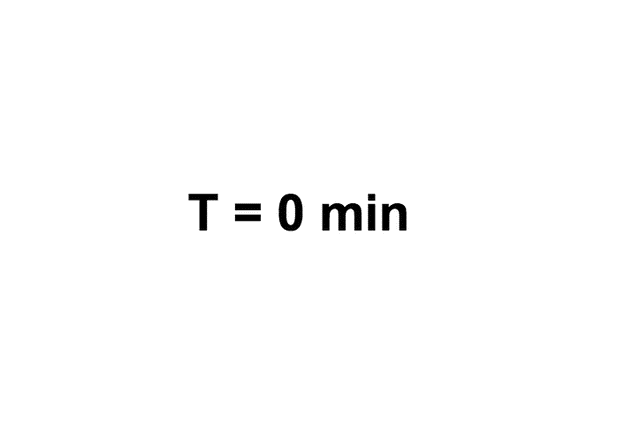 T = 0 min